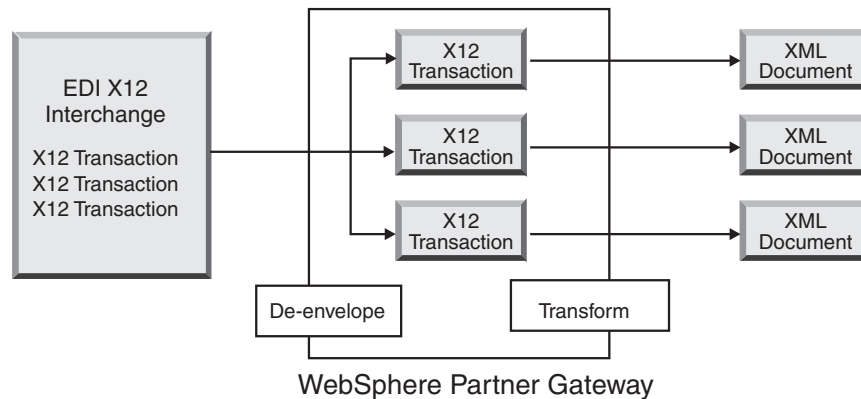 EDI X12
Interchange
X12 Transaction
X12 Transaction
X12 Transaction
X12
Transaction
XML
Document
X12
Transaction
XML
Document
X12
Transaction
XML
Document
De-envelope
Transform
WebSphere Partner Gateway